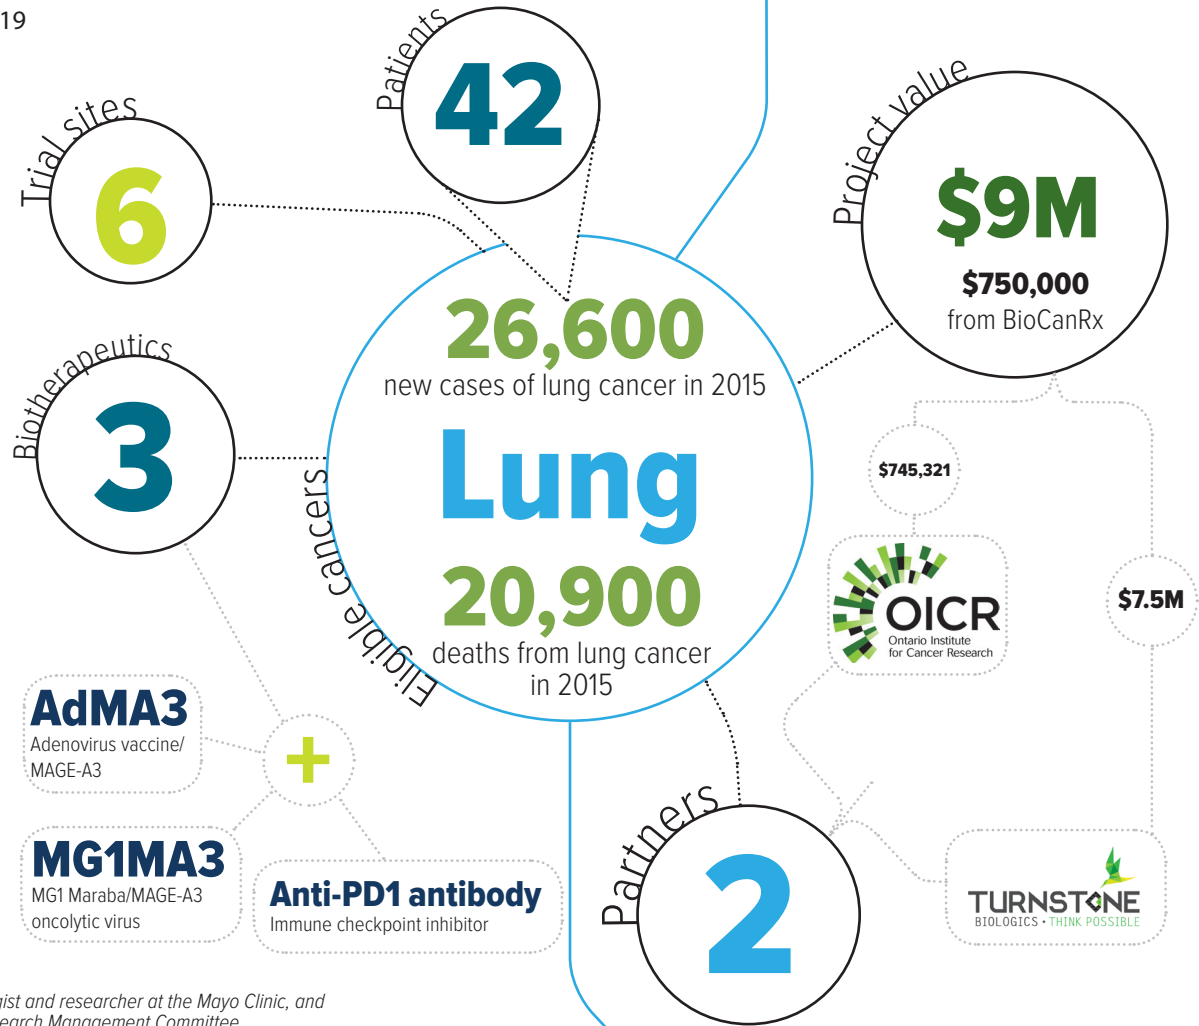 19
Patients
42
Trial sites
6
Project value
$9M
$750,000
from BioCanRx
26,600
new cases of lung cancer in 2015
Lung
20,900
deaths from lung cancer
in 2015
Eligible cancers
Biotherapeutics
3
$745,321
OICR
Ontario Institute
for Cancer Research
$7.5M
AdMA3
Adenovirus vaccine/
MAGE-A3
+
MG1MA3
MG1 Maraba/MAGE-A3
oncolytic virus
Anti-PD1 antibody
Immune checkpoint inhibitor
Partners
2
TURNSTONE
BIOLOGICS • THINK POSSIBLE
gist and researcher at the Mayo Clinic, and
earch Management Committee